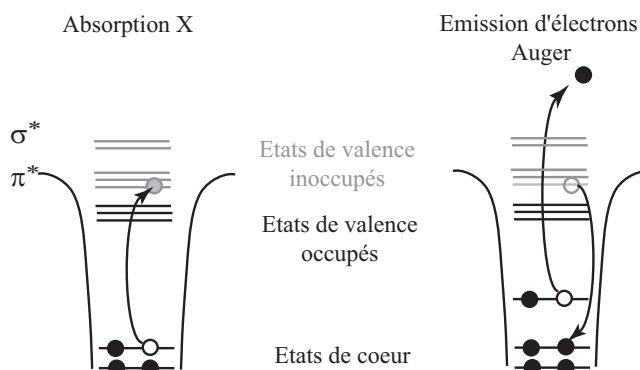 Absorption X
Emission d'électrons
Auger
σ*
π*
Etats de valence
inoccupés
Etats de valence
occupés
Etats de coeur